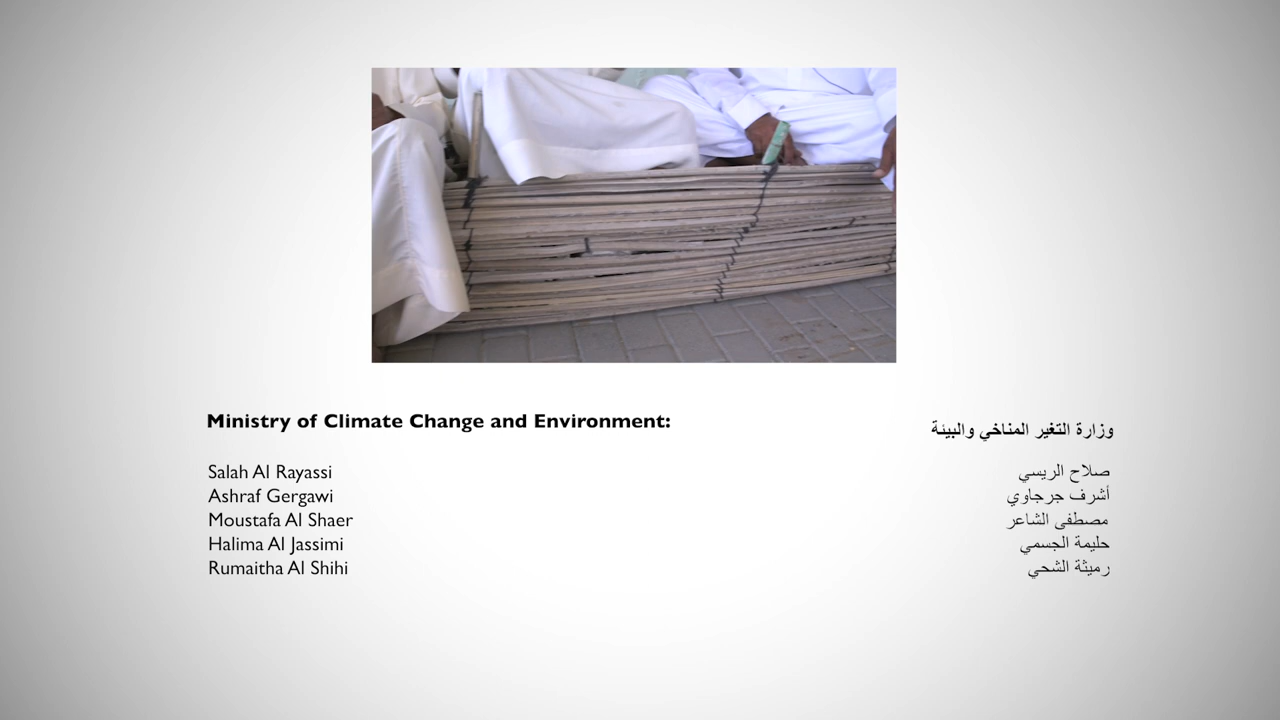 Ministry of Climate Change and Environment:
Salah Al Rayassi
Ashraf Gergawi
Moustafa Al Shaer
Halima Al Jassimi
Rumaitha Al Shihi
وزارة التغير المناخي والبيئة
صلاح الريسي
أشرف جرجاوي
مصطفى الشاعر
حليمة الجسمي
رميثة الشحي